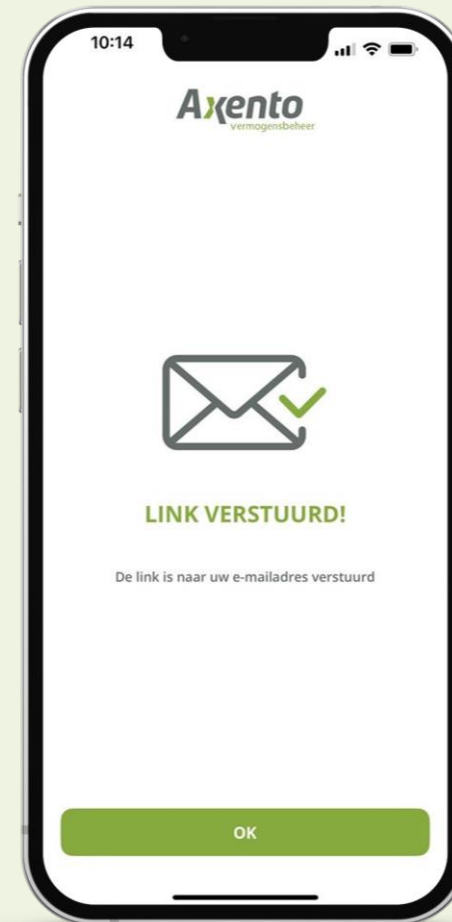 10:14
Axento
vermogensbeheer
LINK VERSTUURD!
De link is naar uw e-mailadres verstuurd
OK